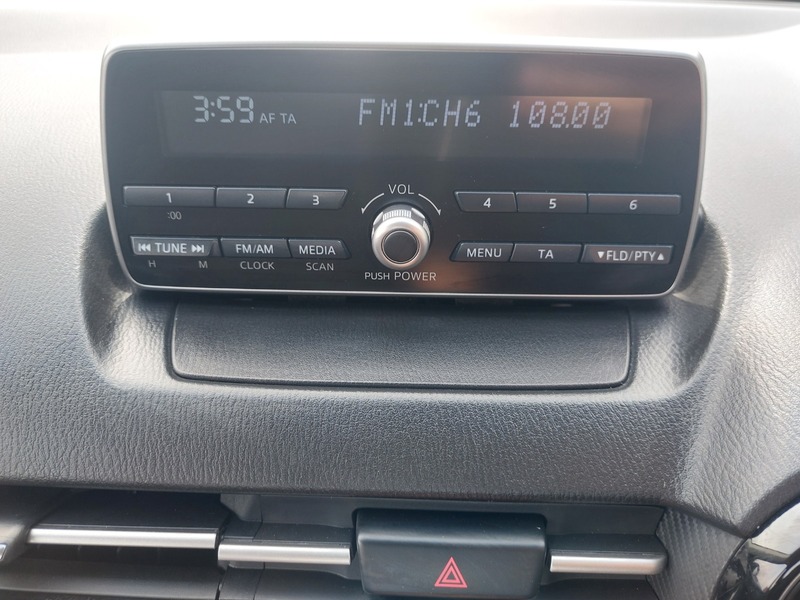 3:59 AF TA FM1:CH6 108.00
1 2 3 VOL 4 5 6
:00
TUNE FM/AM MEDIA MENU TA ▼FLD/PTY▲
H M CLOCK SCAN PUSH POWER